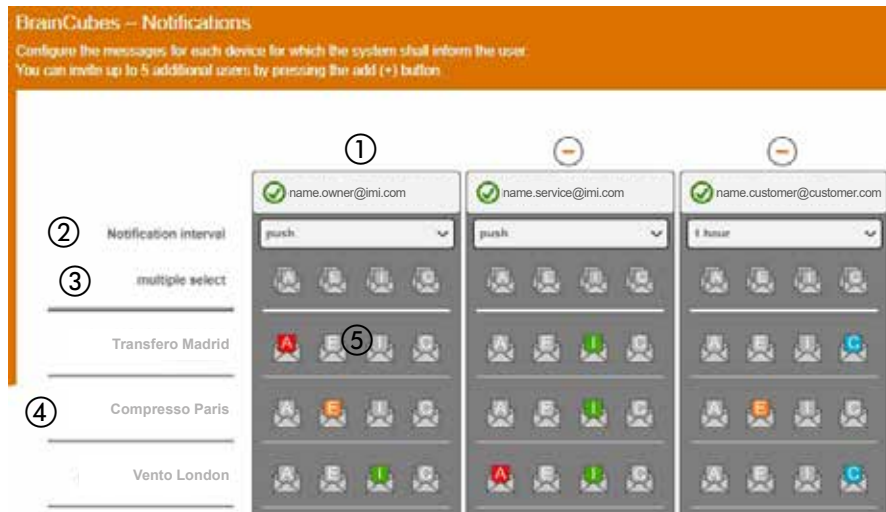 BrainCubes – Notifications
Configure the messages for each device for which the system shall inform the user.
You can invite up to 5 additional users by pressing the add (+) button
①
name.owner@imi.com name.service@imi.com name.customer@customer.com
② Notification interval push push 1 hour
③ multiple select A E I C A E I C A E I C
Transfero Madrid A E ⑤ I C A E I C A E I C
④ Compresso Paris A E I C A E I C A E I C
Vento London A E I C A E I C A E I C